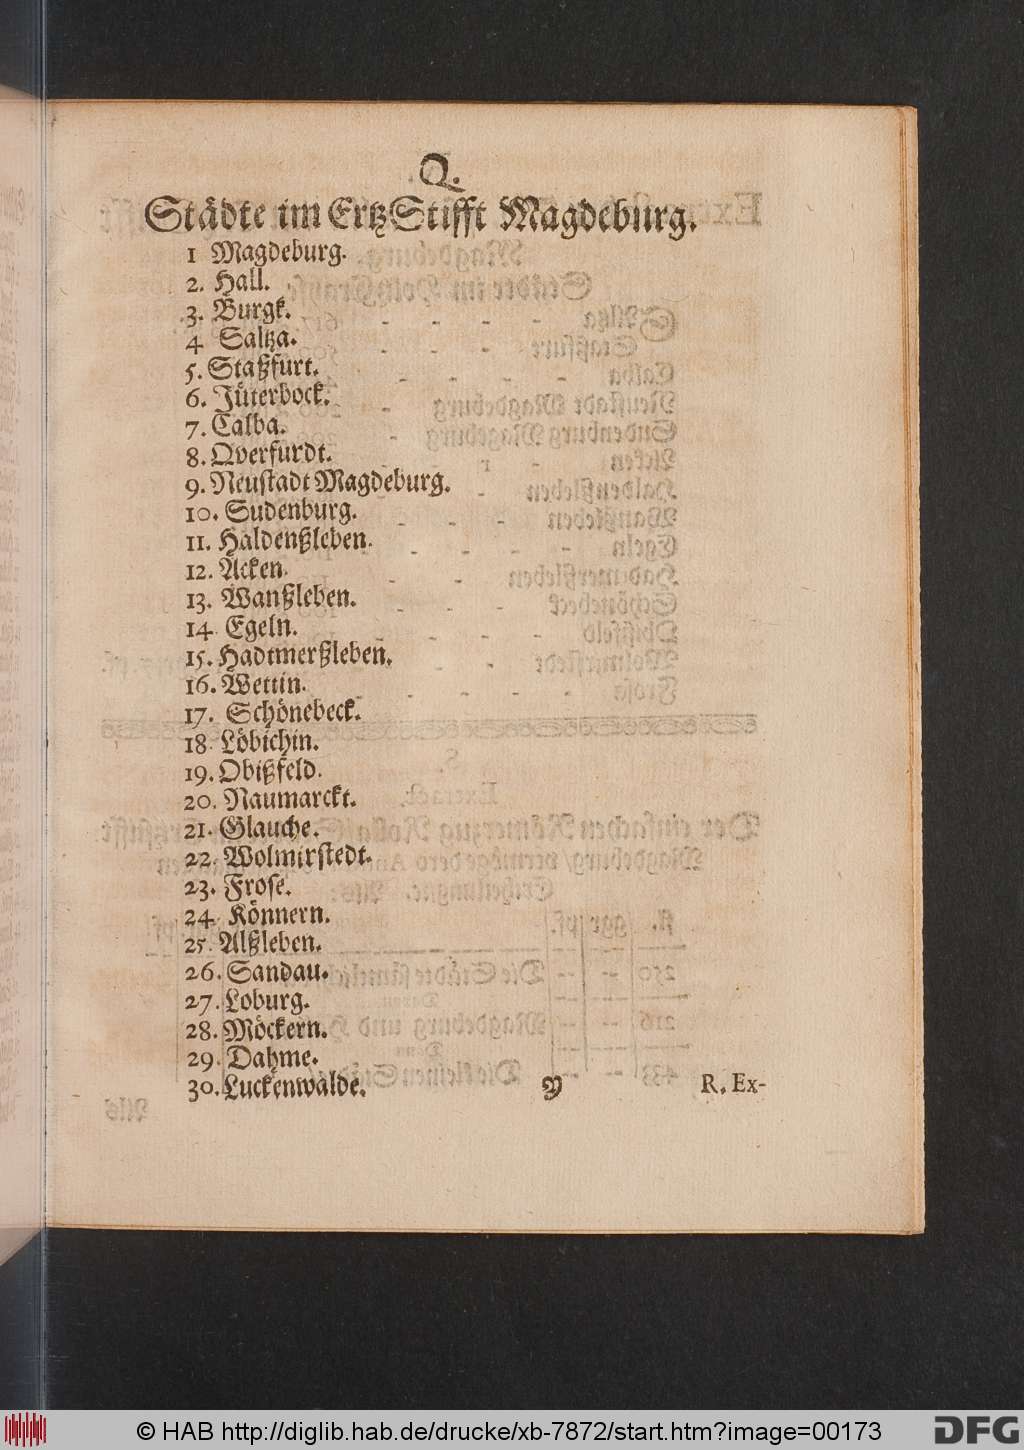 Q.
Städte im ErtzStifft Magdeburg.
1 Magdeburg.
2. Hall.
3. Burgk.
4 Saltza.
5. Staßfurt.
6. Jütterbock.
7. Calba.
8. Qverfurdt.
9. Neustadt Magdeburg.
10. Sudenburg.
11. Haldenßleben.
12. Acken.
13. Wanßleben.
14. Egeln.
15. Hadtmerßleben.
16. Wettin.
17. Schönebeck.
18. Löbichin.
19. Obißfeld.
20. Naumarckt.
21. Glauche.
22. Wolmirstedt.
23. Frose.
24. Könnern.
25. Alßleben.
26. Sandau.
27. Loburg.
28. Möckern.
29. Dahme.
30. Luckenwalde.
Y R. Ex-
© HAB http://diglib.hab.de/drucke/xb-7872/start.htm?image=00173
DFG